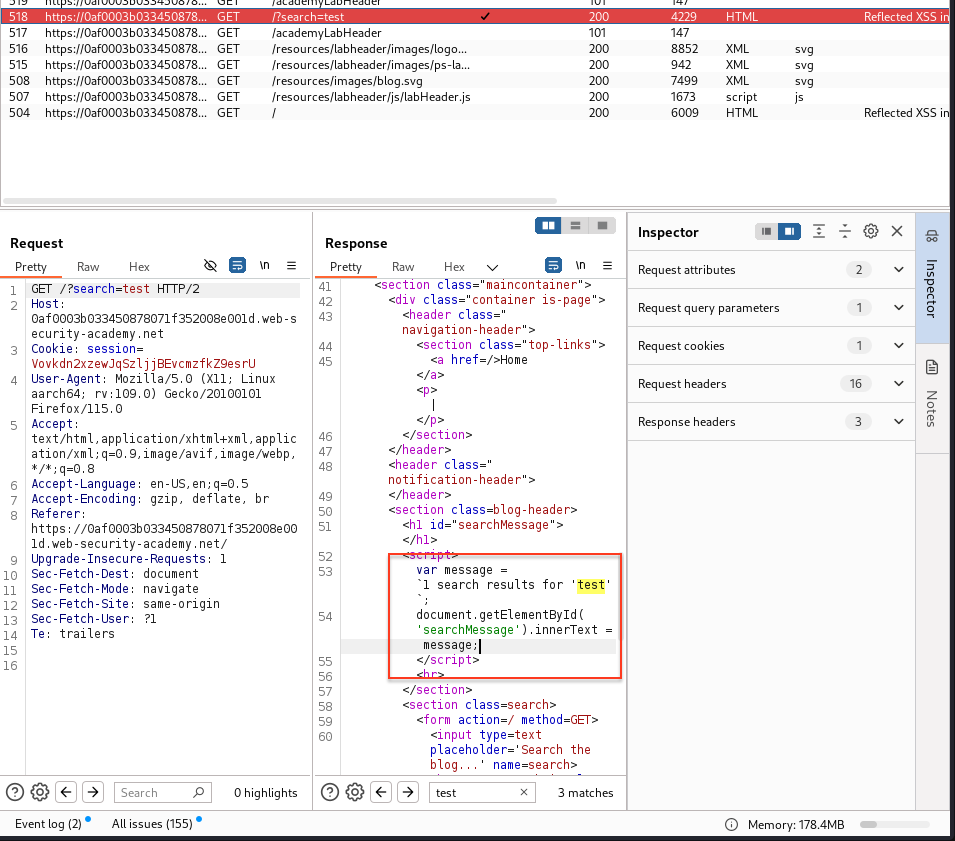 519 https://0af0003b033450878... GET /academyLabHeader 101 147
518 https://0af0003b033450878... GET /?search=test ✓ 200 4229 HTML Reflected XSS in
517 https://0af0003b033450878... GET /academyLabHeader 101 147
516 https://0af0003b033450878... GET /resources/labheader/images/logo... 200 8852 XML svg
515 https://0af0003b033450878... GET /resources/labheader/images/ps-la... 200 942 XML svg
508 https://0af0003b033450878... GET /resources/images/blog.svg 200 7499 XML svg
507 https://0af0003b033450878... GET /resources/labheader/js/labHeader.js 200 1673 script js
504 https://0af0003b033450878... GET / 200 6009 HTML Reflected XSS in
Request
Pretty Raw Hex \n
1 GET /?search=test HTTP/2
2 Host:
0af0003b033450878071f352008e001d.web-s
ecurity-academy.net
3 Cookie: session=
Vovkdn2xzewJqSzljjBEvcmzfkZ9esrU
4 User-Agent: Mozilla/5.0 (X11; Linux
aarch64; rv:109.0) Gecko/20100101
Firefox/115.0
5 Accept:
text/html,application/xhtml+xml,applic
ation/xml;q=0.9,image/avif,image/webp,
*/*;q=0.8
6 Accept-Language: en-US,en;q=0.5
7 Accept-Encoding: gzip, deflate, br
8 Referer:
https://0af0003b033450878071f352008e00
1d.web-security-academy.net/
9 Upgrade-Insecure-Requests: 1
10 Sec-Fetch-Dest: document
11 Sec-Fetch-Mode: navigate
12 Sec-Fetch-Site: same-origin
13 Sec-Fetch-User: ?1
14 Te: trailers
15
16
Search
0 highlights
Response
Pretty Raw Hex \n
41 <section class="maincontainer">
42 <div class="container is-page">
43 <header class="
navigation-header">
44 <section class="top-links">
45 <a href=/>Home
</a>
<p>
|
</p>
46 </section>
47 </header>
48 <header class="
notification-header">
49 </header>
50 <section class=blog-header>
51 <h1 id="searchMessage">
</h1>
52 <script>
53 var message =
`1 search results for 'test'
`;
54 document.getElementById(
'searchMessage').innerText =
message;
55 </script>
56 <hr>
57 </section>
58 <section class=search>
59 <form action=/ method=GET>
60 <input type=text
placeholder='Search the
blog...' name=search>
test
3 matches
Inspector
Request attributes 2
Request query parameters 1
Request cookies 1
Request headers 16
Response headers 3
Inspector
Notes
Event log (2) All issues (155)
Memory: 178.4MB